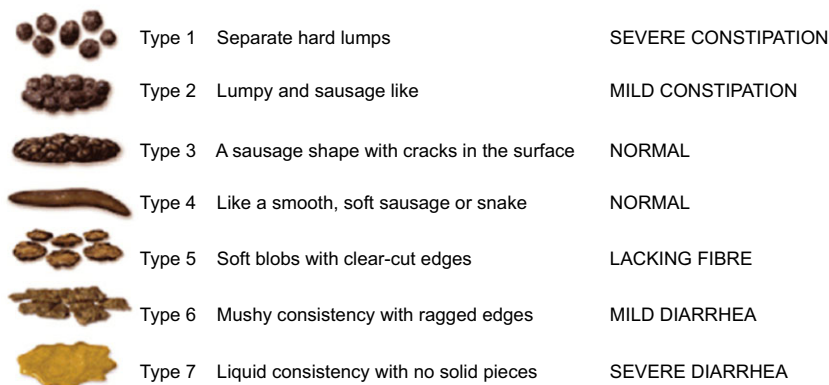 Type 1 Separate hard lumps SEVERE CONSTIPATION
Type 2 Lumpy and sausage like MILD CONSTIPATION
Type 3 A sausage shape with cracks in the surface NORMAL
Type 4 Like a smooth, soft sausage or snake NORMAL
Type 5 Soft blobs with clear-cut edges LACKING FIBRE
Type 6 Mushy consistency with ragged edges MILD DIARRHEA
Type 7 Liquid consistency with no solid pieces SEVERE DIARRHEA